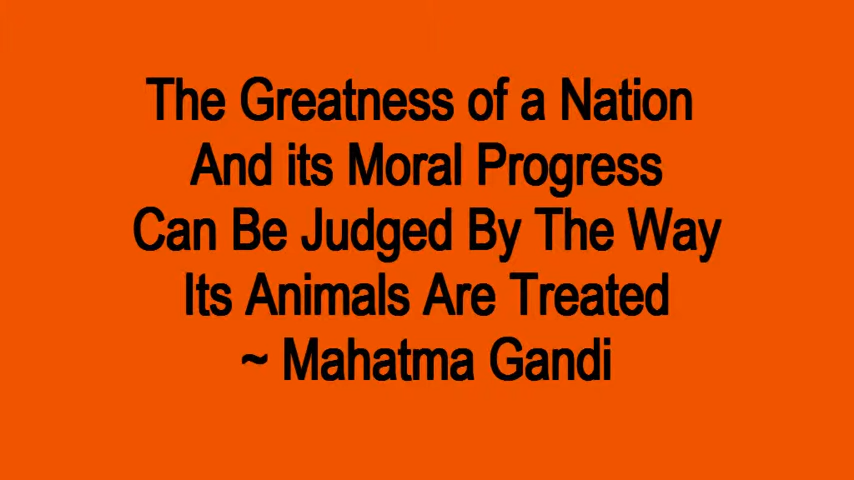 The Greatness of a Nation
And its Moral Progress
Can Be Judged By The Way
Its Animals Are Treated
~ Mahatma Gandi